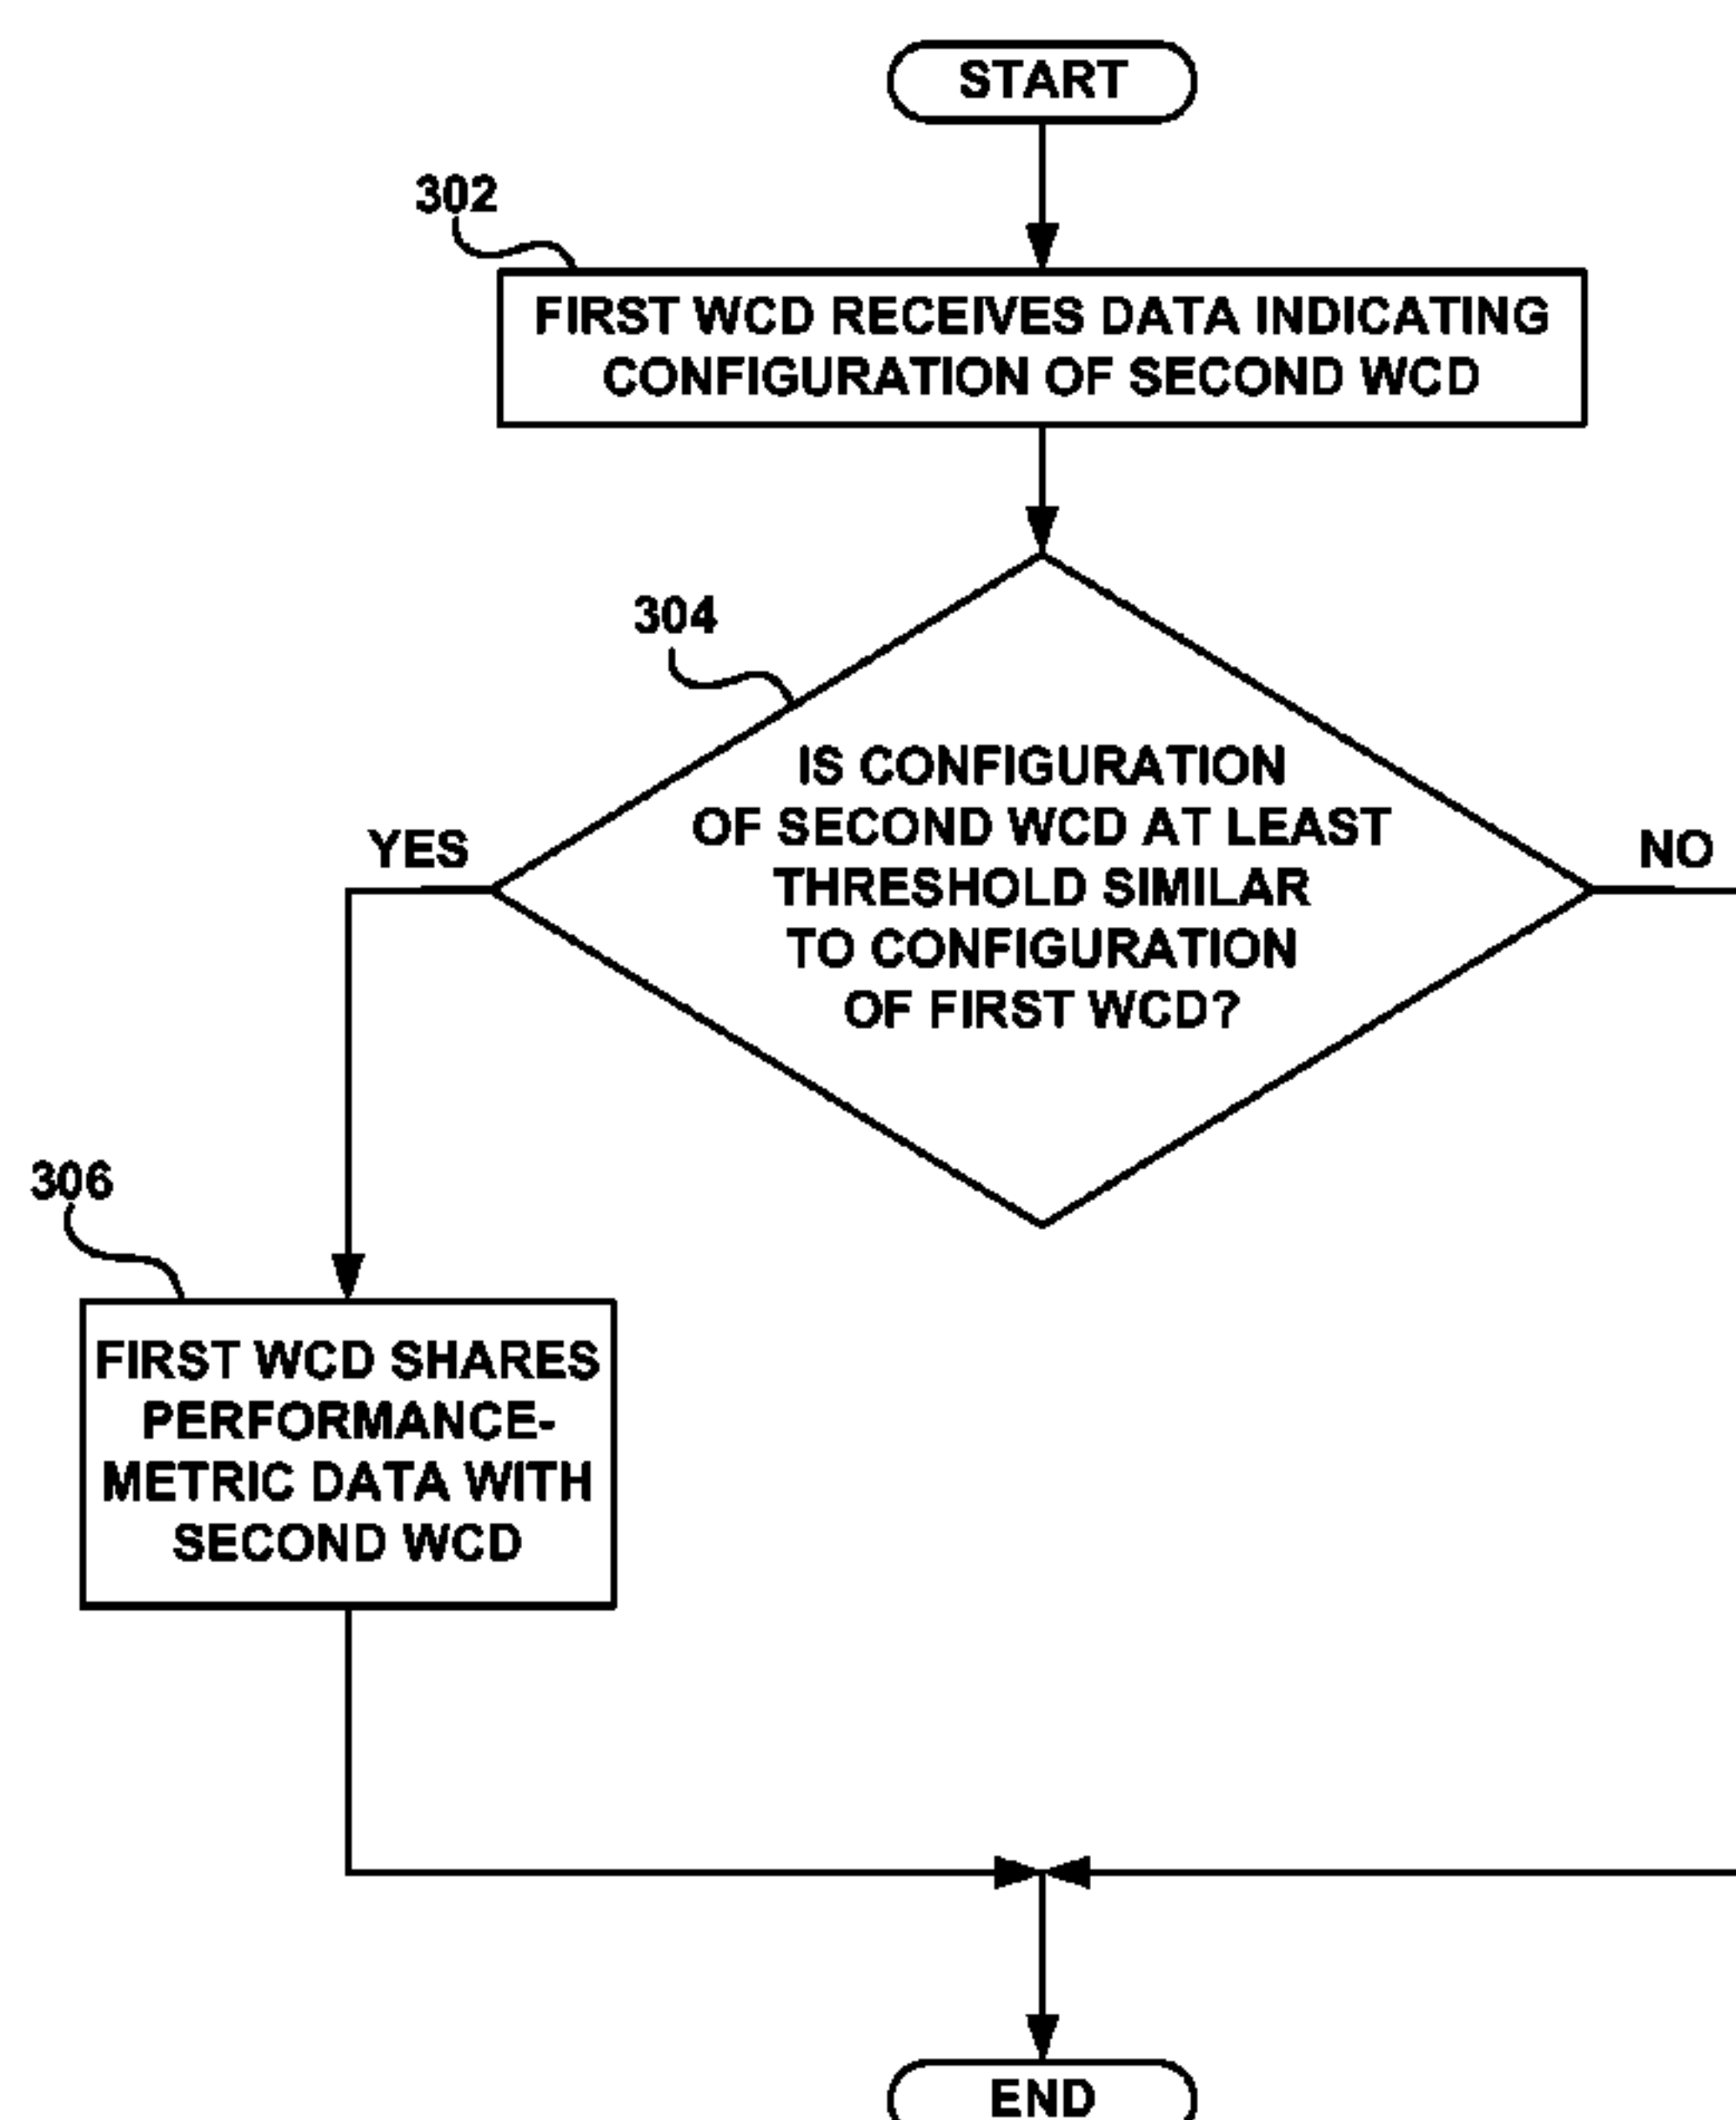 START
302
FIRST WCD RECEIVES DATA INDICATING
CONFIGURATION OF SECOND WCD
304
IS CONFIGURATION
OF SECOND WCD AT LEAST
THRESHOLD SIMILAR
TO CONFIGURATION
OF FIRST WCD?
YES
NO
306
FIRST WCD SHARES
PERFORMANCE-
METRIC DATA WITH
SECOND WCD
END